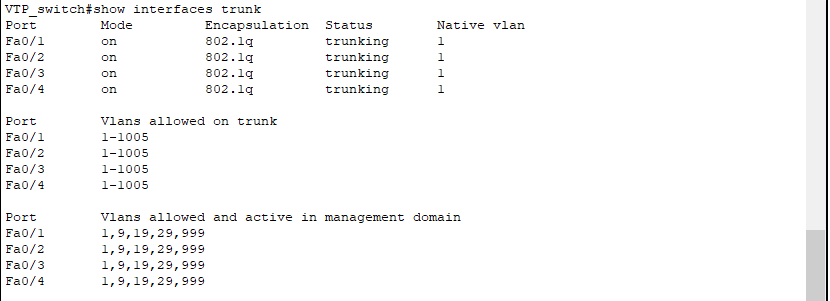 VTP_switch#show interfaces trunk
Port        Mode         Encapsulation  Status        Native vlan
Fa0/1       on           802.1q         trunking      1
Fa0/2       on           802.1q         trunking      1
Fa0/3       on           802.1q         trunking      1
Fa0/4       on           802.1q         trunking      1

Port        Vlans allowed on trunk
Fa0/1       1-1005
Fa0/2       1-1005
Fa0/3       1-1005
Fa0/4       1-1005

Port        Vlans allowed and active in management domain
Fa0/1       1,9,19,29,999
Fa0/2       1,9,19,29,999
Fa0/3       1,9,19,29,999
Fa0/4       1,9,19,29,999